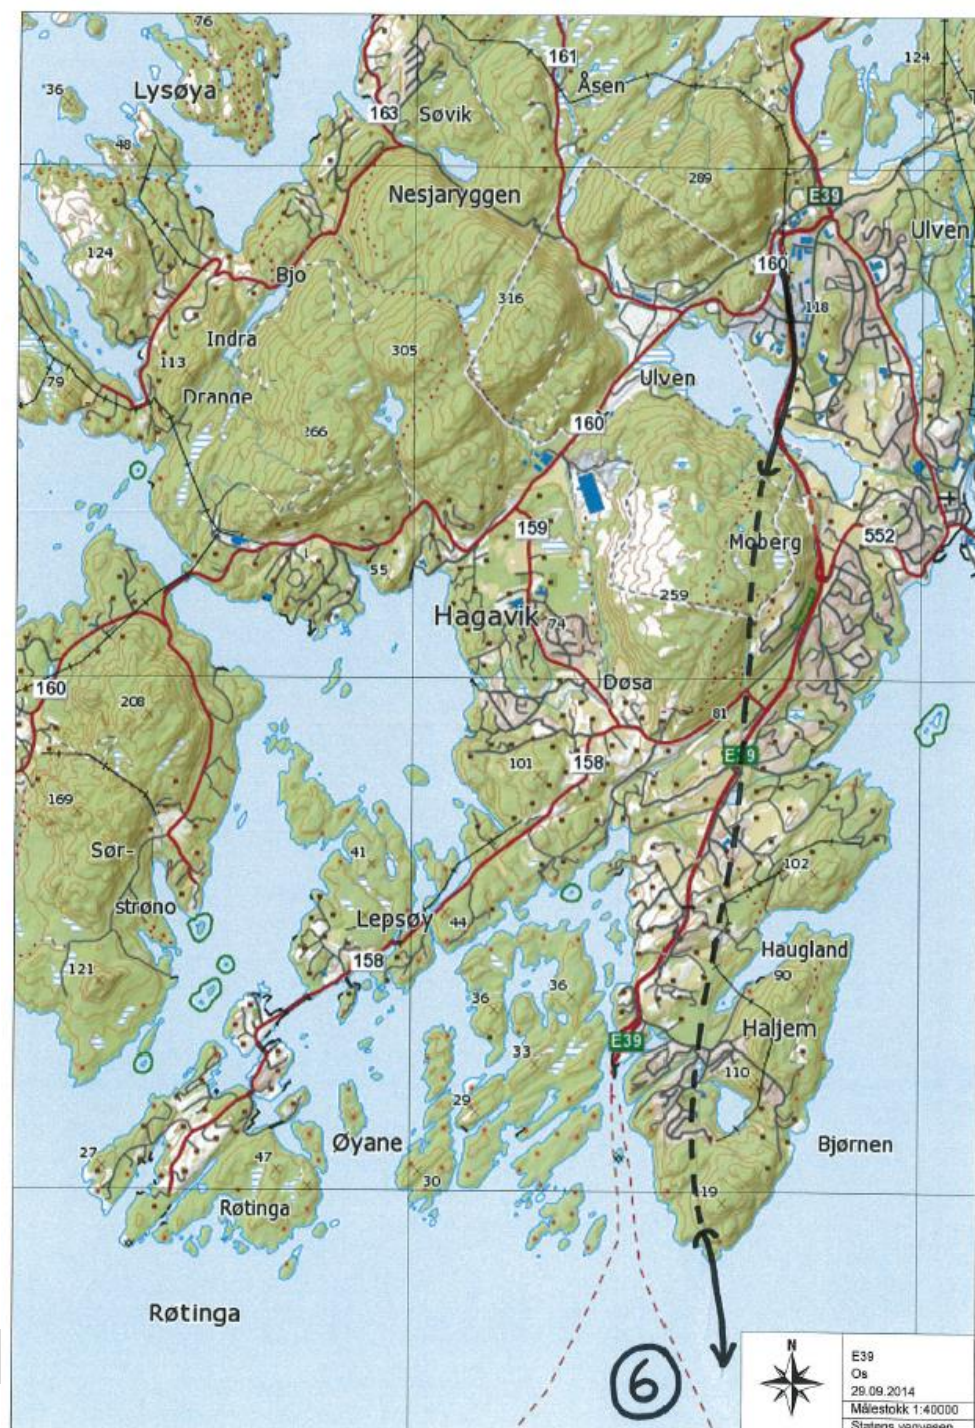 76
Lysøya
36
48
163
Søvik
161
Åsen
124
Nesjaryggen
289
E39
Ulven
124
Bjo
160
316
118
Indra
113
305
Ulven
79
Drange
266
160
159
Moberg
552
55
259
Hagavik
74
160
208
Døsa
81
E39
101
158
169
41
102
Sør-
strøno
Lepsøy
44
Haugland
158
90
121
36
36
Haljem
E39
33
110
29
Øyane
Bjørnen
27
47
30
19
Røtinga
Røtinga
6
N
E39
Os
29.09.2014
Målestokk 1:40000
Statens vegvesen